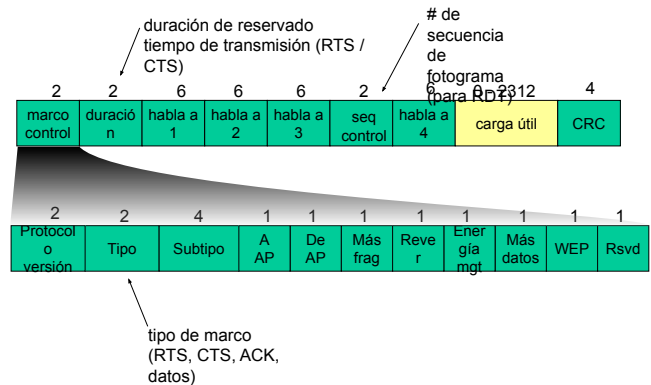 duración de reservado
tiempo de transmisión (RTS /
CTS)
# de
secuencia
de
fotograma
(para RDT)
2 2 6 6 6 2 6 0 - 2312 4
marco
control
duració
n
habla a
1
habla a
2
habla a
3
seq
control
habla a
4
carga útil
CRC
2 2 4 1 1 1 1 1 1 1 1
Protocol
o
versión
Tipo
Subtipo
A
AP
De
AP
Más
frag
Reve
r
Ener
gía
mgt
Más
datos
WEP
Rsvd
tipo de marco
(RTS, CTS, ACK,
datos)